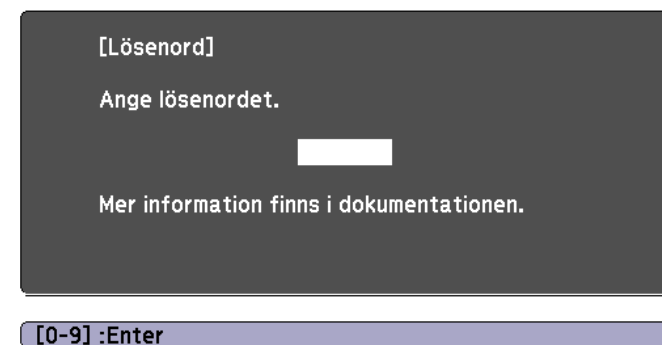 [Lösenord]
Ange lösenordet.
Mer information finns i dokumentationen.
[0-9] :Enter